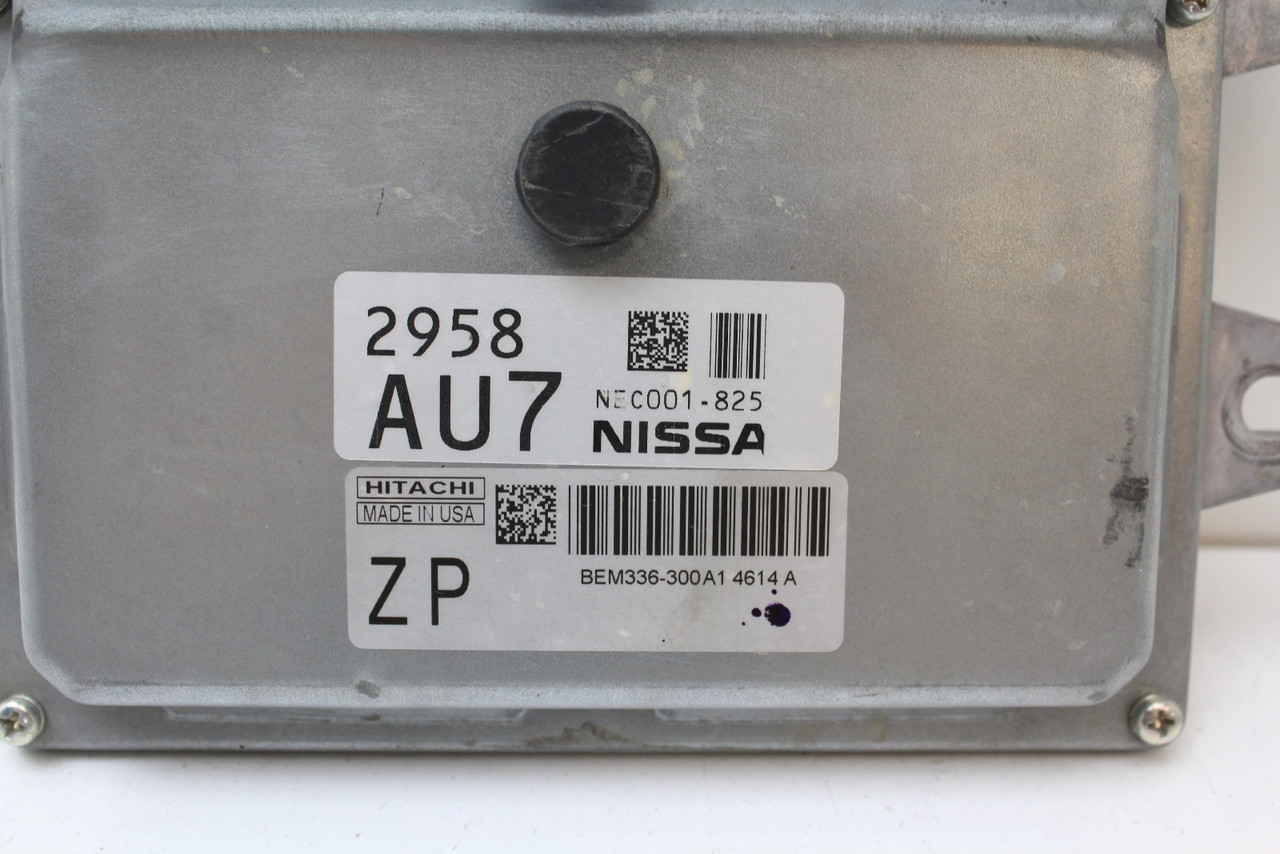 2958
AU7
NEC001-825
NISSA
HITACHI
MADE IN USA
ZP
BEM336-300A1 4614 A